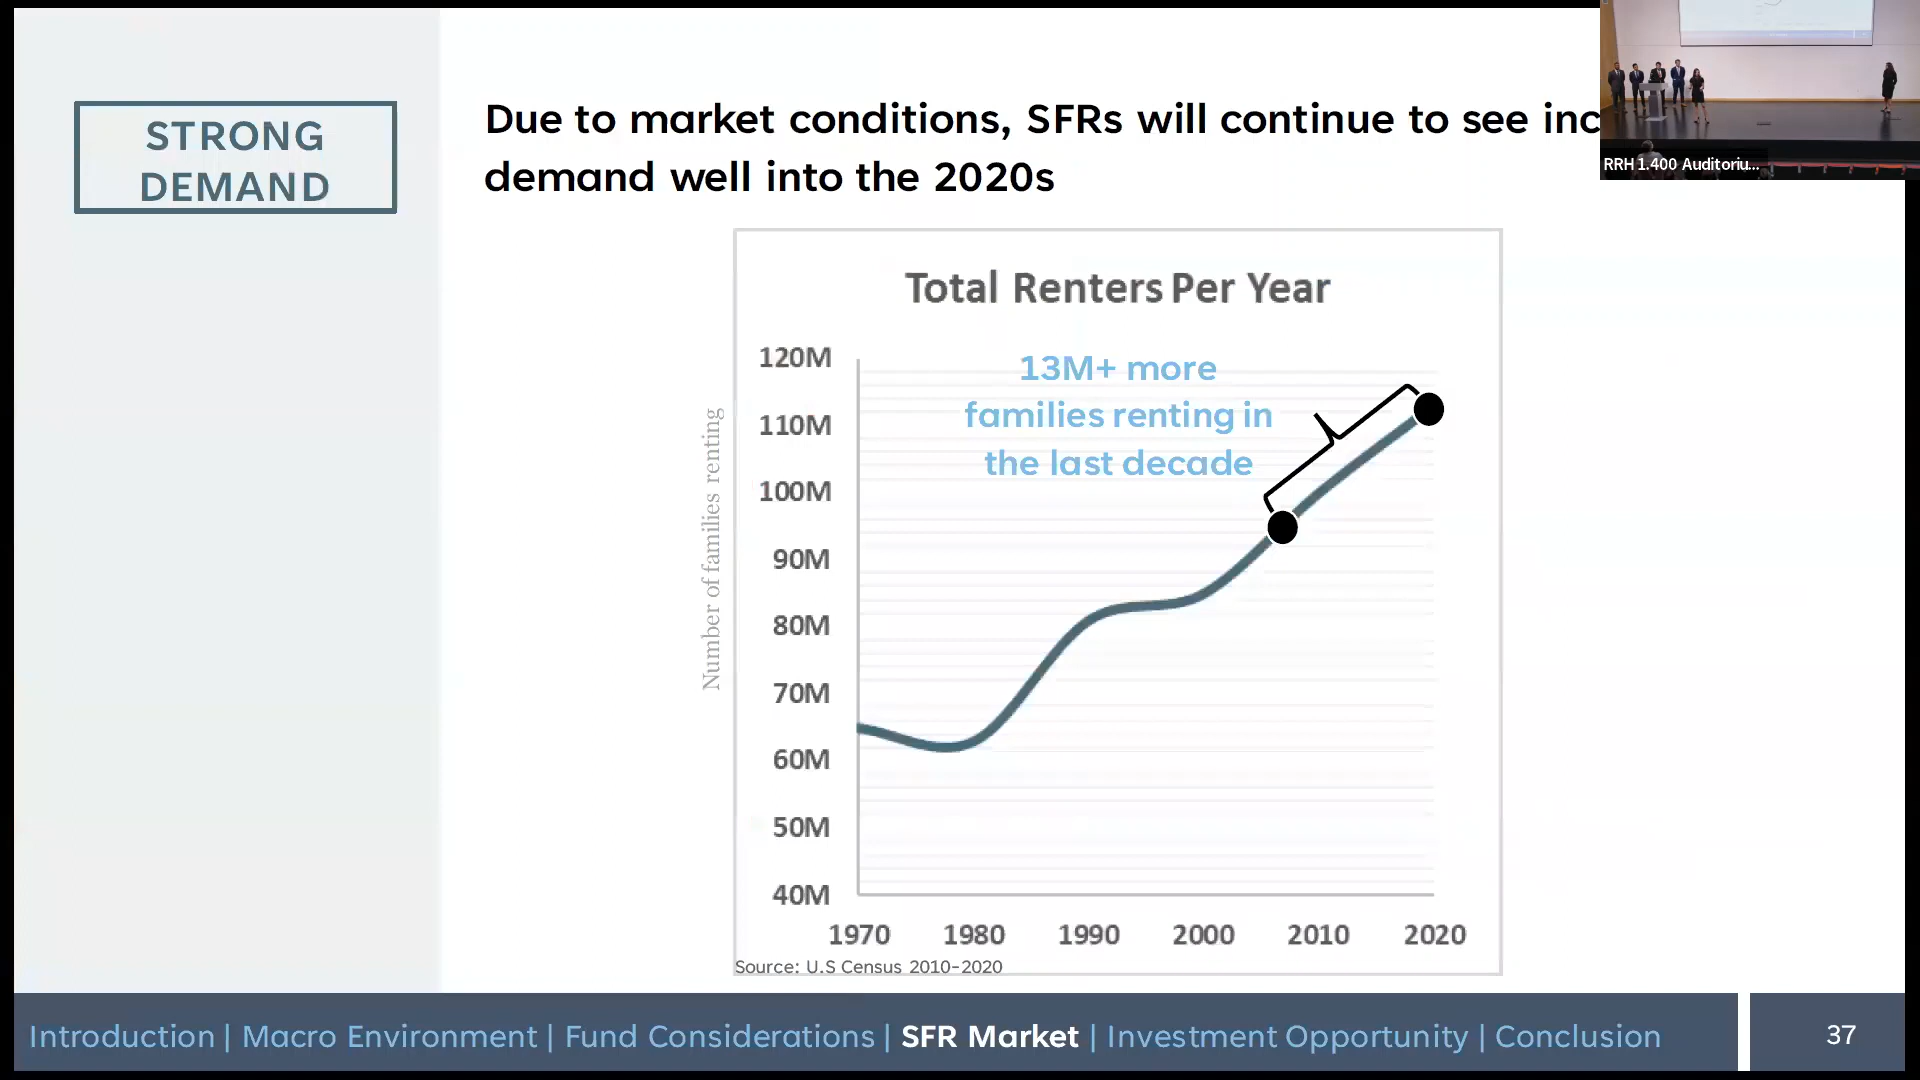 STRONG
DEMAND
Due to market conditions, SFRs will continue to see inc
demand well into the 2020s
RRH 1.400 Auditoriu...
Total Renters Per Year
13M+ more
families renting in
the last decade
Number of families renting
120M
110M
100M
90M
80M
70M
60M
50M
40M
1970 1980 1990 2000 2010 2020
Source: U.S Census 2010-2020
Introduction | Macro Environment | Fund Considerations | SFR Market | Investment Opportunity | Conclusion
37